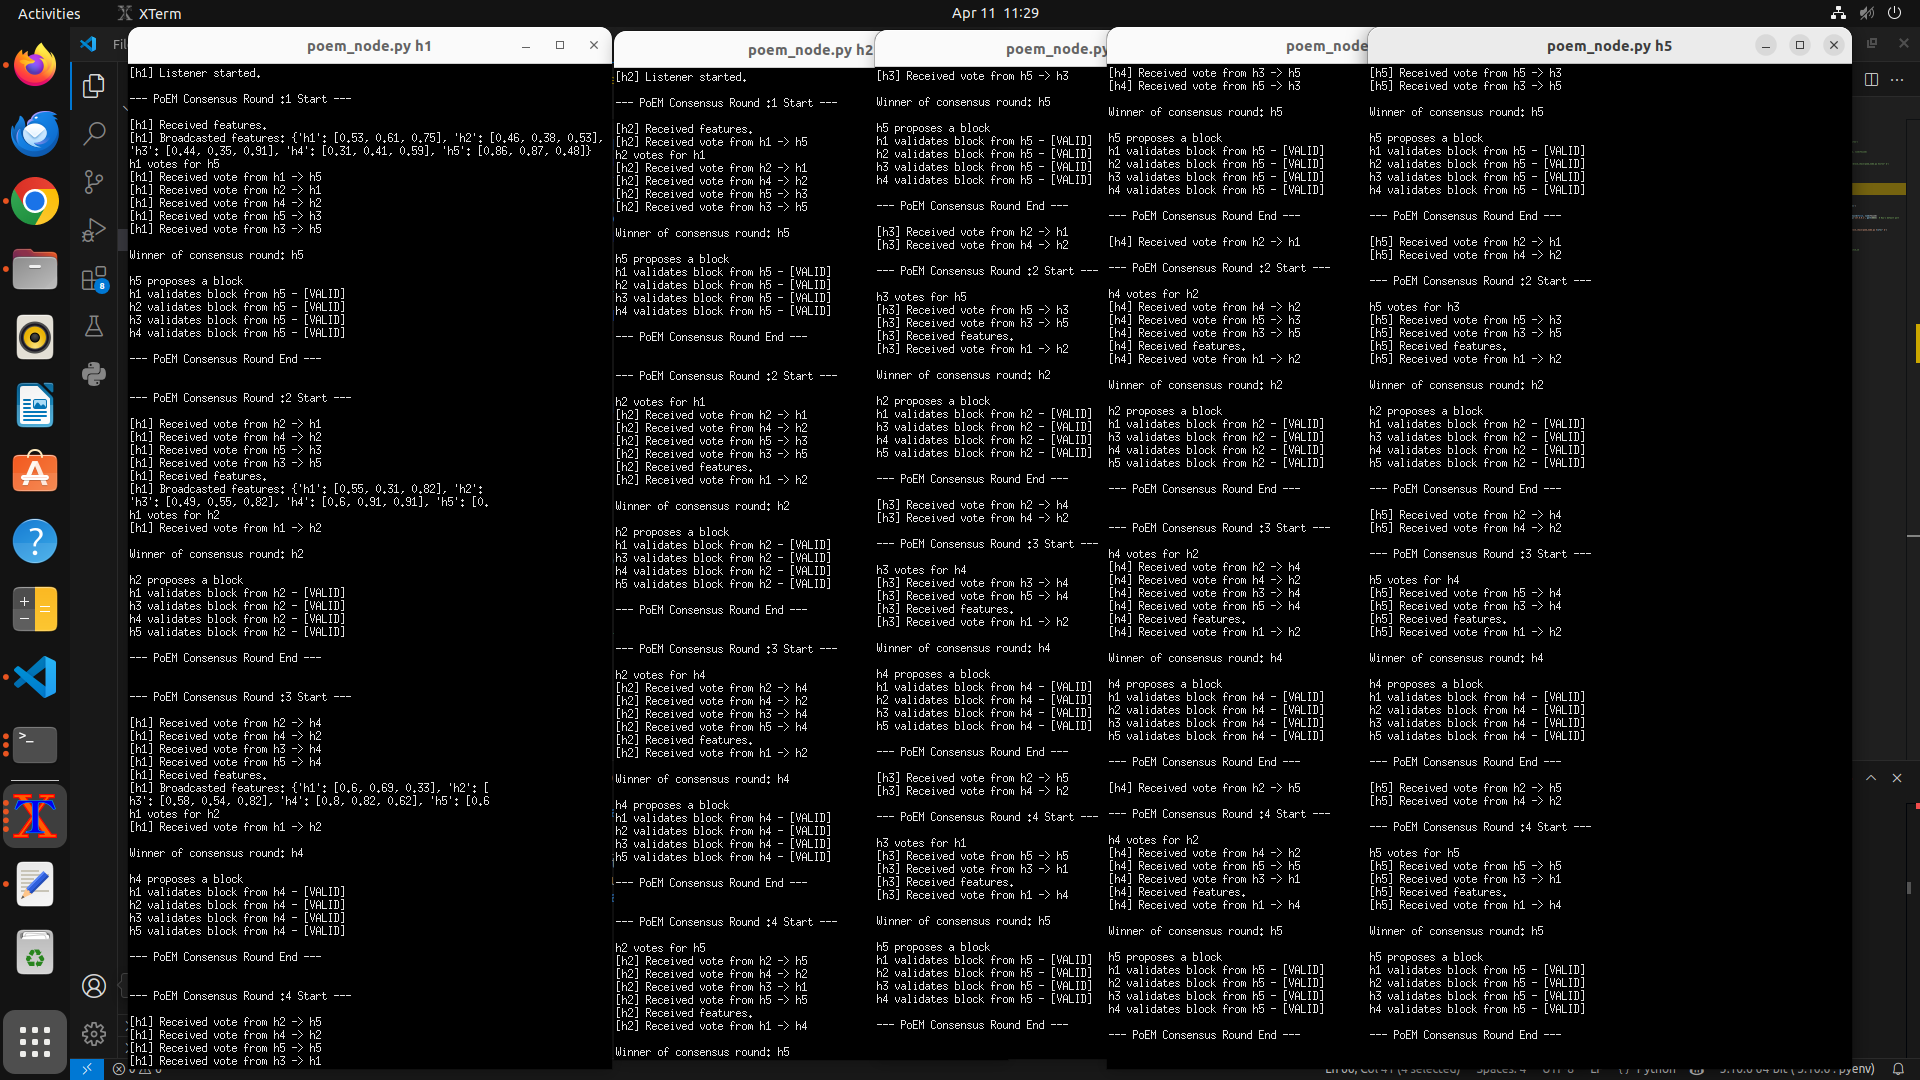 Activities
XTerm
Apr 11 11:29
poem_node.py h1
[h1] Listener started.
--- PoEM Consensus Round :1 Start ---
[h1] Received features.
[h1] Broadcasted features: {'h1': [0.53, 0.61, 0.75], 'h2': [0.46, 0.38, 0.53],
'h3': [0.44, 0.35, 0.91], 'h4': [0.31, 0.41, 0.59], 'h5': [0.86, 0.87, 0.48]}
h1 votes for h5
[h1] Received vote from h1 -> h5
[h1] Received vote from h2 -> h1
[h1] Received vote from h4 -> h2
[h1] Received vote from h5 -> h3
[h1] Received vote from h3 -> h5
Winner of consensus round: h5
h5 proposes a block
h1 validates block from h5 - [VALID]
h2 validates block from h5 - [VALID]
h3 validates block from h5 - [VALID]
h4 validates block from h5 - [VALID]
--- PoEM Consensus Round End ---
--- PoEM Consensus Round :2 Start ---
[h1] Received vote from h2 -> h1
[h1] Received vote from h4 -> h2
[h1] Received vote from h5 -> h3
[h1] Received vote from h3 -> h5
[h1] Received features.
[h1] Broadcasted features: {'h1': [0.55, 0.31, 0.82], 'h2':
'h3': [0.49, 0.55, 0.82], 'h4': [0.6, 0.91, 0.91], 'h5': [0.
h1 votes for h2
[h1] Received vote from h1 -> h2
Winner of consensus round: h2
h2 proposes a block
h1 validates block from h2 - [VALID]
h3 validates block from h2 - [VALID]
h4 validates block from h2 - [VALID]
h5 validates block from h2 - [VALID]
--- PoEM Consensus Round End ---
--- PoEM Consensus Round :3 Start ---
[h1] Received vote from h2 -> h4
[h1] Received vote from h4 -> h2
[h1] Received vote from h3 -> h4
[h1] Received vote from h5 -> h4
[h1] Received features.
[h1] Broadcasted features: {'h1': [0.6, 0.69, 0.33], 'h2': [
h3': [0.58, 0.54, 0.82], 'h4': [0.8, 0.82, 0.62], 'h5': [0.6
h1 votes for h2
[h1] Received vote from h1 -> h2
Winner of consensus round: h4
h4 proposes a block
h1 validates block from h4 - [VALID]
h2 validates block from h4 - [VALID]
h3 validates block from h4 - [VALID]
h5 validates block from h4 - [VALID]
--- PoEM Consensus Round End ---
--- PoEM Consensus Round :4 Start ---
[h1] Received vote from h2 -> h5
[h1] Received vote from h4 -> h2
[h1] Received vote from h5 -> h5
[h1] Received vote from h3 -> h1
poem_node.py h2
[h2] Listener started.
--- PoEM Consensus Round :1 Start ---
[h2] Received features.
[h2] Received vote from h1 -> h5
h2 votes for h1
[h2] Received vote from h2 -> h1
[h2] Received vote from h4 -> h2
[h2] Received vote from h5 -> h3
[h2] Received vote from h3 -> h5
Winner of consensus round: h5
h5 proposes a block
h1 validates block from h5 - [VALID]
h2 validates block from h5 - [VALID]
h3 validates block from h5 - [VALID]
h4 validates block from h5 - [VALID]
--- PoEM Consensus Round End ---
--- PoEM Consensus Round :2 Start ---
h2 votes for h1
[h2] Received vote from h2 -> h1
[h2] Received vote from h4 -> h2
[h2] Received vote from h5 -> h3
[h2] Received vote from h3 -> h5
[h2] Received features.
[h2] Received vote from h1 -> h2
Winner of consensus round: h2
h2 proposes a block
h1 validates block from h2 - [VALID]
h3 validates block from h2 - [VALID]
h4 validates block from h2 - [VALID]
h5 validates block from h2 - [VALID]
--- PoEM Consensus Round End ---
--- PoEM Consensus Round :3 Start ---
h2 votes for h4
[h2] Received vote from h2 -> h4
[h2] Received vote from h4 -> h2
[h2] Received vote from h3 -> h4
[h2] Received vote from h5 -> h4
[h2] Received features.
[h2] Received vote from h1 -> h2
Winner of consensus round: h4
h4 proposes a block
h1 validates block from h4 - [VALID]
h2 validates block from h4 - [VALID]
h3 validates block from h4 - [VALID]
h5 validates block from h4 - [VALID]
--- PoEM Consensus Round End ---
--- PoEM Consensus Round :4 Start ---
h2 votes for h5
[h2] Received vote from h2 -> h5
[h2] Received vote from h4 -> h2
[h2] Received vote from h3 -> h1
[h2] Received vote from h5 -> h5
[h2] Received features.
[h2] Received vote from h1 -> h4
Winner of consensus round: h5
poem_node.py
[h3] Received vote from h5 -> h3
Winner of consensus round: h5
h5 proposes a block
h1 validates block from h5 - [VALID]
h2 validates block from h5 - [VALID]
h3 validates block from h5 - [VALID]
h4 validates block from h5 - [VALID]
--- PoEM Consensus Round End ---
[h3] Received vote from h2 -> h1
[h3] Received vote from h4 -> h2
--- PoEM Consensus Round :2 Start ---
h3 votes for h5
[h3] Received vote from h5 -> h3
[h3] Received vote from h3 -> h5
[h3] Received features.
[h3] Received vote from h1 -> h2
Winner of consensus round: h2
h2 proposes a block
h1 validates block from h2 - [VALID]
h3 validates block from h2 - [VALID]
h4 validates block from h2 - [VALID]
h5 validates block from h2 - [VALID]
--- PoEM Consensus Round End ---
[h3] Received vote from h2 -> h4
[h3] Received vote from h4 -> h2
--- PoEM Consensus Round :3 Start ---
h3 votes for h4
[h3] Received vote from h3 -> h4
[h3] Received vote from h5 -> h4
[h3] Received features.
[h3] Received vote from h1 -> h2
Winner of consensus round: h4
h4 proposes a block
h1 validates block from h4 - [VALID]
h2 validates block from h4 - [VALID]
h3 validates block from h4 - [VALID]
h5 validates block from h4 - [VALID]
--- PoEM Consensus Round End ---
[h3] Received vote from h2 -> h5
[h3] Received vote from h4 -> h2
--- PoEM Consensus Round :4 Start ---
h3 votes for h1
[h3] Received vote from h5 -> h5
[h3] Received vote from h3 -> h1
[h3] Received features.
[h3] Received vote from h1 -> h4
Winner of consensus round: h5
h5 proposes a block
h1 validates block from h5 - [VALID]
h2 validates block from h5 - [VALID]
h3 validates block from h5 - [VALID]
h4 validates block from h5 - [VALID]
--- PoEM Consensus Round End ---
poem_node
[h4] Received vote from h3 -> h5
[h4] Received vote from h5 -> h3
Winner of consensus round: h5
h5 proposes a block
h1 validates block from h5 - [VALID]
h2 validates block from h5 - [VALID]
h3 validates block from h5 - [VALID]
h4 validates block from h5 - [VALID]
--- PoEM Consensus Round End ---
[h4] Received vote from h2 -> h1
--- PoEM Consensus Round :2 Start ---
h4 votes for h2
[h4] Received vote from h4 -> h2
[h4] Received vote from h5 -> h3
[h4] Received vote from h3 -> h5
[h4] Received features.
[h4] Received vote from h1 -> h2
Winner of consensus round: h2
h2 proposes a block
h1 validates block from h2 - [VALID]
h3 validates block from h2 - [VALID]
h4 validates block from h2 - [VALID]
h5 validates block from h2 - [VALID]
--- PoEM Consensus Round End ---
--- PoEM Consensus Round :3 Start ---
h4 votes for h2
[h4] Received vote from h2 -> h4
[h4] Received vote from h4 -> h2
[h4] Received vote from h3 -> h4
[h4] Received vote from h5 -> h4
[h4] Received features.
[h4] Received vote from h1 -> h2
Winner of consensus round: h4
h4 proposes a block
h1 validates block from h4 - [VALID]
h2 validates block from h4 - [VALID]
h3 validates block from h4 - [VALID]
h5 validates block from h4 - [VALID]
--- PoEM Consensus Round End ---
[h4] Received vote from h2 -> h5
--- PoEM Consensus Round :4 Start ---
h4 votes for h2
[h4] Received vote from h4 -> h2
[h4] Received vote from h5 -> h5
[h4] Received vote from h3 -> h1
[h4] Received features.
[h4] Received vote from h1 -> h4
Winner of consensus round: h5
h5 proposes a block
h1 validates block from h5 - [VALID]
h2 validates block from h5 - [VALID]
h3 validates block from h5 - [VALID]
h4 validates block from h5 - [VALID]
--- PoEM Consensus Round End ---
poem_node.py h5
[h5] Received vote from h5 -> h3
[h5] Received vote from h3 -> h5
Winner of consensus round: h5
h5 proposes a block
h1 validates block from h5 - [VALID]
h2 validates block from h5 - [VALID]
h3 validates block from h5 - [VALID]
h4 validates block from h5 - [VALID]
--- PoEM Consensus Round End ---
[h5] Received vote from h2 -> h1
[h5] Received vote from h4 -> h2
--- PoEM Consensus Round :2 Start ---
h5 votes for h3
[h5] Received vote from h5 -> h3
[h5] Received vote from h3 -> h5
[h5] Received features.
[h5] Received vote from h1 -> h2
Winner of consensus round: h2
h2 proposes a block
h1 validates block from h2 - [VALID]
h3 validates block from h2 - [VALID]
h4 validates block from h2 - [VALID]
h5 validates block from h2 - [VALID]
--- PoEM Consensus Round End ---
[h5] Received vote from h2 -> h4
[h5] Received vote from h4 -> h2
--- PoEM Consensus Round :3 Start ---
h5 votes for h4
[h5] Received vote from h5 -> h4
[h5] Received vote from h3 -> h4
[h5] Received features.
[h5] Received vote from h1 -> h2
Winner of consensus round: h4
h4 proposes a block
h1 validates block from h4 - [VALID]
h2 validates block from h4 - [VALID]
h3 validates block from h4 - [VALID]
h5 validates block from h4 - [VALID]
--- PoEM Consensus Round End ---
[h5] Received vote from h2 -> h5
[h5] Received vote from h4 -> h2
--- PoEM Consensus Round :4 Start ---
h5 votes for h5
[h5] Received vote from h5 -> h5
[h5] Received vote from h3 -> h1
[h5] Received features.
[h5] Received vote from h1 -> h4
Winner of consensus round: h5
h5 proposes a block
h1 validates block from h5 - [VALID]
h2 validates block from h5 - [VALID]
h3 validates block from h5 - [VALID]
h4 validates block from h5 - [VALID]
--- PoEM Consensus Round End ---